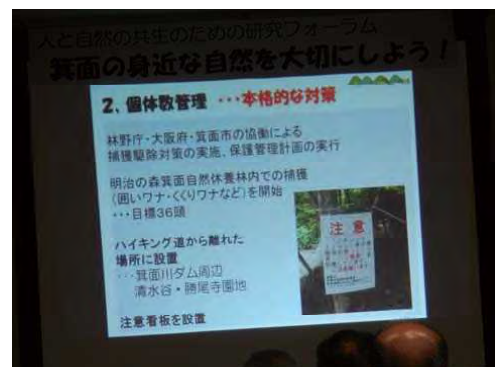 人と自然の共生のための研究フォーラム
箕面の身近な自然を大切にしよう！
2、個体数管理 ・・・本格的な対策
林野庁・大阪府・箕面市の協働による
捕獲駆除対策の実施、保護管理計画の実行
明治の森箕面自然休養林内での捕獲
（囲いワナ・くくりワナなど）を開始
・・・目標36頭
ハイキング道から離れた
場所に設置
・・・箕面川ダム周辺
清水谷・勝尾寺園地
注意看板を設置
注意